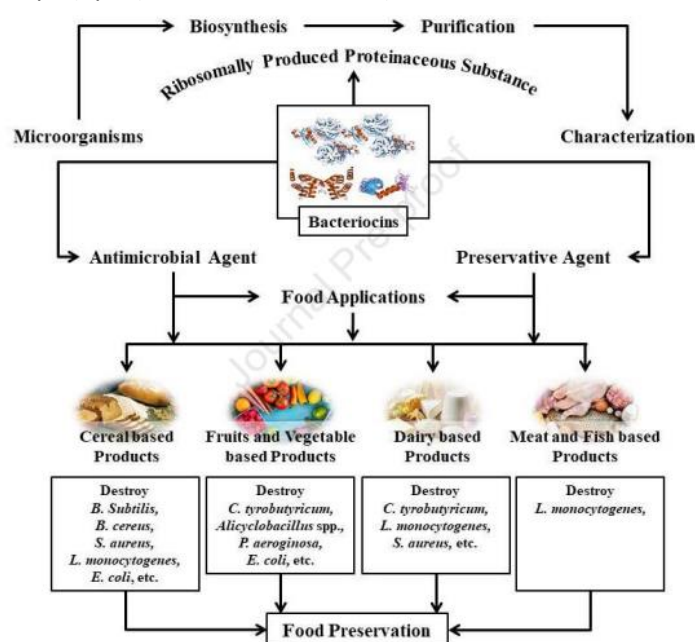 Biosynthesis
Purification
Ribosomally Produced Proteinaceous Substance
Microorganisms
Characterization
Bacteriocins
Antimicrobial Agent
Preservative Agent
Food Applications
Journal Pre-proof
Cereal based
Products
Fruits and Vegetable
based Products
Dairy based
Products
Meat and Fish based
Products
Destroy
B. Subtilis,
B. cereus,
S. aureus,
L. monocytogenes,
E. coli, etc.
Destroy
C. tyrobutyricum,
Alicyclobacillus spp.,
P. aeroginosa,
E. coli, etc.
Destroy
C. tyrobutyricum,
L. monocytogenes,
S. aureus, etc.
Destroy
L. monocytogenes,
Food Preservation